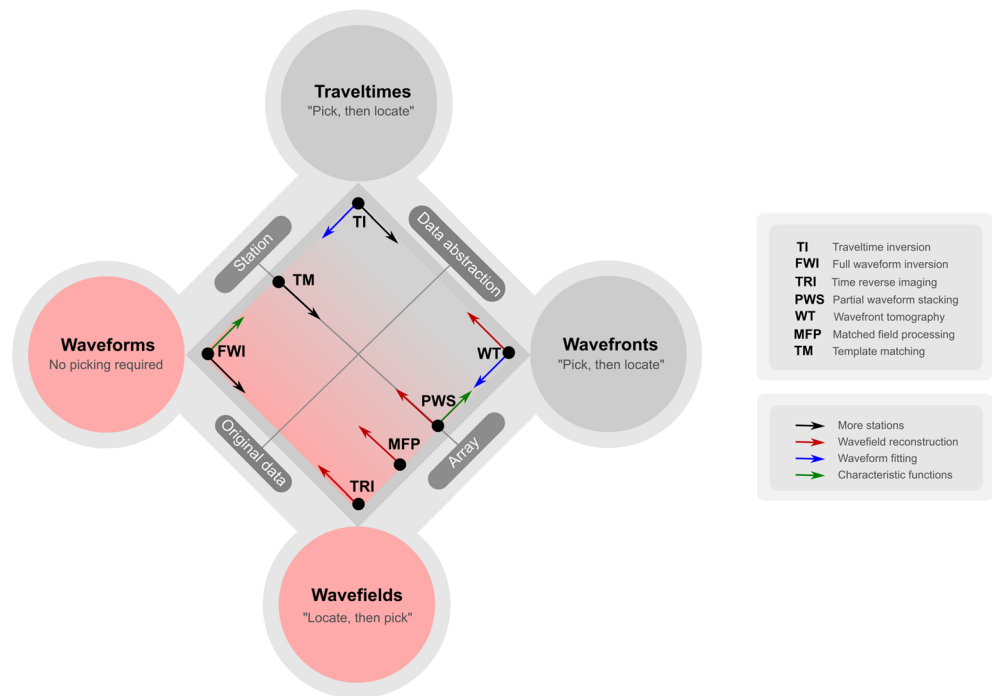 Traveltimes
"Pick, then locate"
TI
Station
Data abstraction
TM
Waveforms
No picking required
FWI
WT
Wavefronts
"Pick, then locate"
PWS
MFP
Original data
Array
TRI
Wavefields
"Locate, then pick"
TI Traveltime inversion
FWI Full waveform inversion
TRI Time reverse imaging
PWS Partial waveform stacking
WT Wavefront tomography
MFP Matched field processing
TM Template matching
More stations
Wavefield reconstruction
Waveform fitting
Characteristic functions